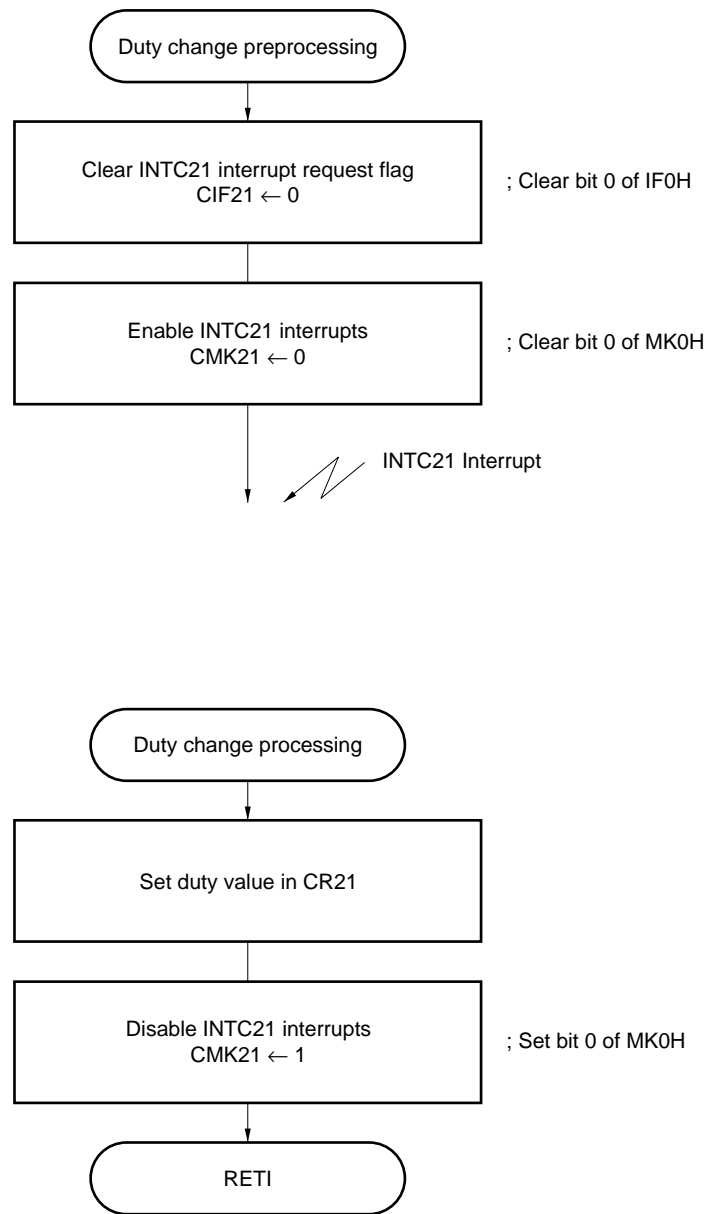 Duty change preprocessing
Clear INTC21 interrupt request flag
CIF21 ← 0
; Clear bit 0 of IF0H
Enable INTC21 interrupts
CMK21 ← 0
; Clear bit 0 of MK0H
INTC21 Interrupt
Duty change processing
Set duty value in CR21
Disable INTC21 interrupts
CMK21 ← 1
; Set bit 0 of MK0H
RETI